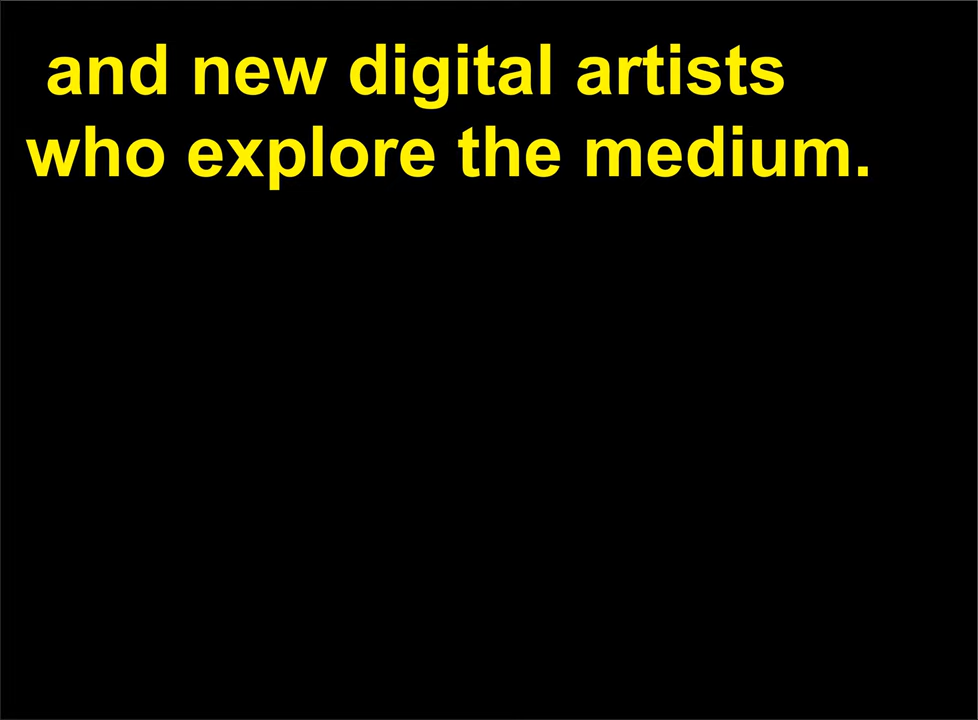 and new digital artists
who explore the medium.